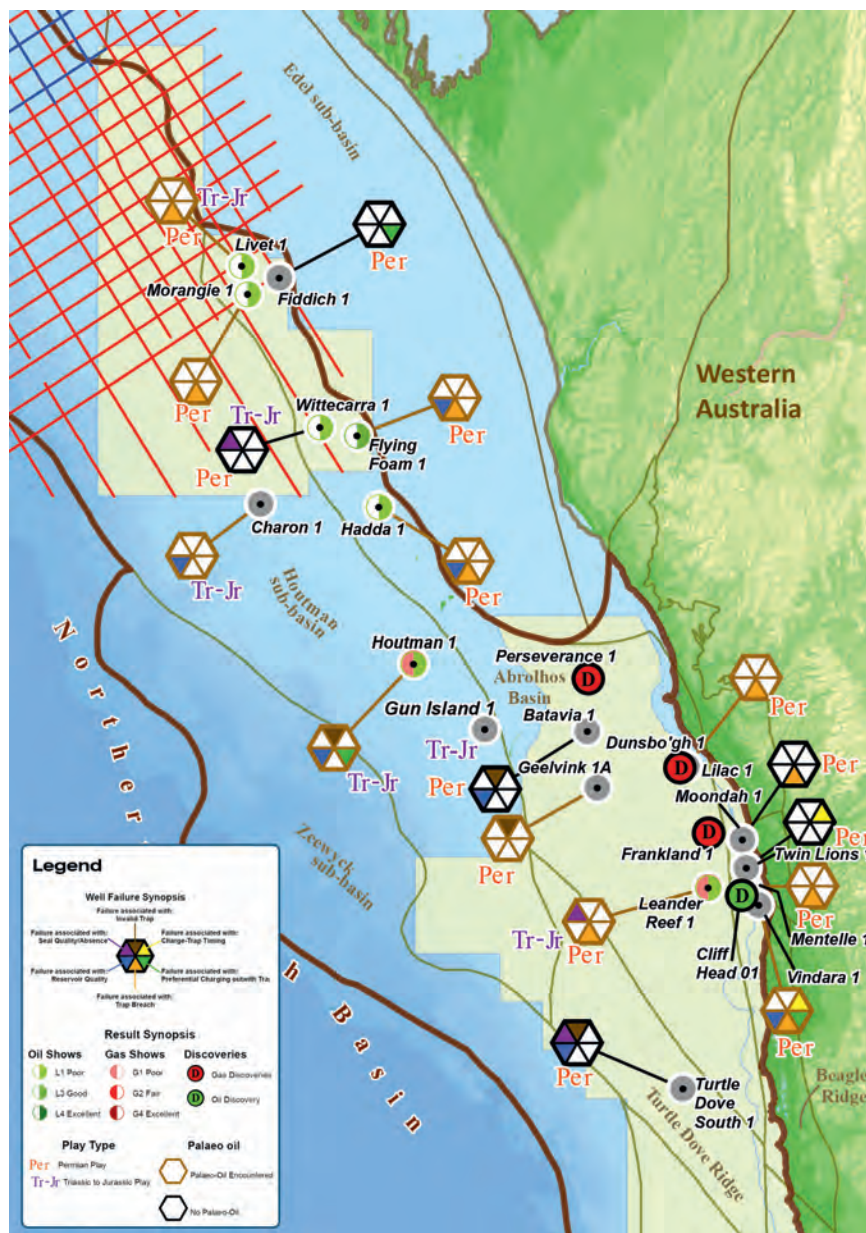 Edel sub-basin
Tr-Jr
Per
Livet 1
Per
Morangie 1
Fiddich 1
Western
Australia
Per
Tr-Jr
Wittecarra 1
Per
Flying
Foam 1
Per
Charon 1
Hadda 1
Tr-Jr
Per
Houtman
sub-basin
Houtman 1
Perseverance 1
D
Abrolhos
Basin
Gun Island 1
Tr-Jr
Batavia 1
Per
Dunsbo'gh 1
D
Lilac 1
Per
Geelvink 1A
Moondah 1
Per
Tr-Jr
Per
Zeewyck
sub-basin
Frankland 1
D
Twin Lions 1
Leander
Reef 1
D
Per
Tr-Jr
Per
Mentelle 1
Cliff
Head 01
Vindara 1
Per
Per
Turtle
Dove
South 1
Beagle
Ridge
Turtle Dove Ridge
Northern
h Basin
Legend
Well Failure Synopsis
Failure associated with:
Invalid Trap
Failure associated with:
Seal Quality/Absence
Failure associated with:
Charge-Trap Timing
Failure associated with:
Reservoir Quality
Failure associated with:
Preferential Charging outwith Trap
Failure associated with:
Trap Breach
Result Synopsis
Oil Shows
Gas Shows
Discoveries
L1 Poor
G1 Poor
D
Gas Discoveries
L3 Good
G2 Fair
D
Oil Discovery
L4 Excellent
G4 Excellent
Play Type
Palaeo oil
Per
Permian Play
Palaeo-Oil Encountered
Tr-Jr
Triassic to Jurassic Play
No Palaeo-Oil